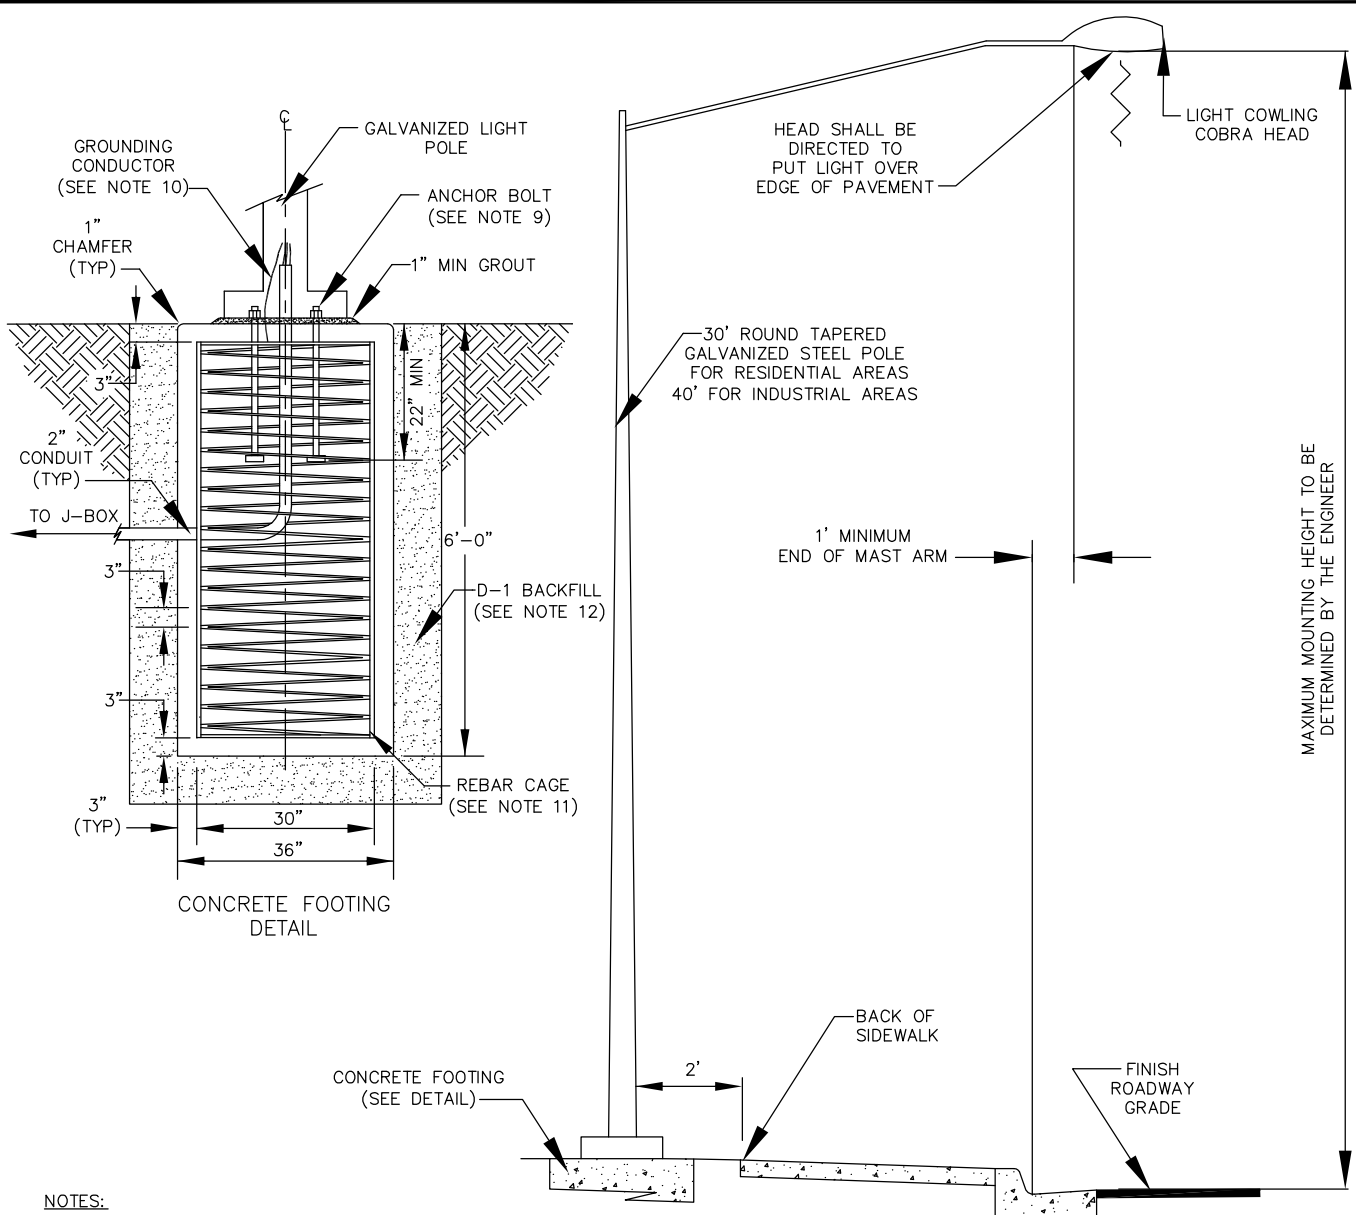 ℄
GALVANIZED LIGHT
POLE
GROUNDING
CONDUCTOR
(SEE NOTE 10)
ANCHOR BOLT
(SEE NOTE 9)
1"
CHAMFER
(TYP)
1" MIN GROUT
3"
22" MIN
2"
CONDUIT
(TYP)
TO J-BOX
6'-0"
3"
D-1 BACKFILL
(SEE NOTE 12)
3"
REBAR CAGE
(SEE NOTE 11)
3"
(TYP)
30"
36"
CONCRETE FOOTING
DETAIL
HEAD SHALL BE
DIRECTED TO
PUT LIGHT OVER
EDGE OF PAVEMENT
LIGHT COWLING
COBRA HEAD
30' ROUND TAPERED
GALVANIZED STEEL POLE
FOR RESIDENTIAL AREAS
40' FOR INDUSTRIAL AREAS
1' MINIMUM
END OF MAST ARM
MAXIMUM MOUNTING HEIGHT TO BE
DETERMINED BY THE ENGINEER
BACK OF
SIDEWALK
2'
CONCRETE FOOTING
(SEE DETAIL)
FINISH
ROADWAY
GRADE
NOTES: